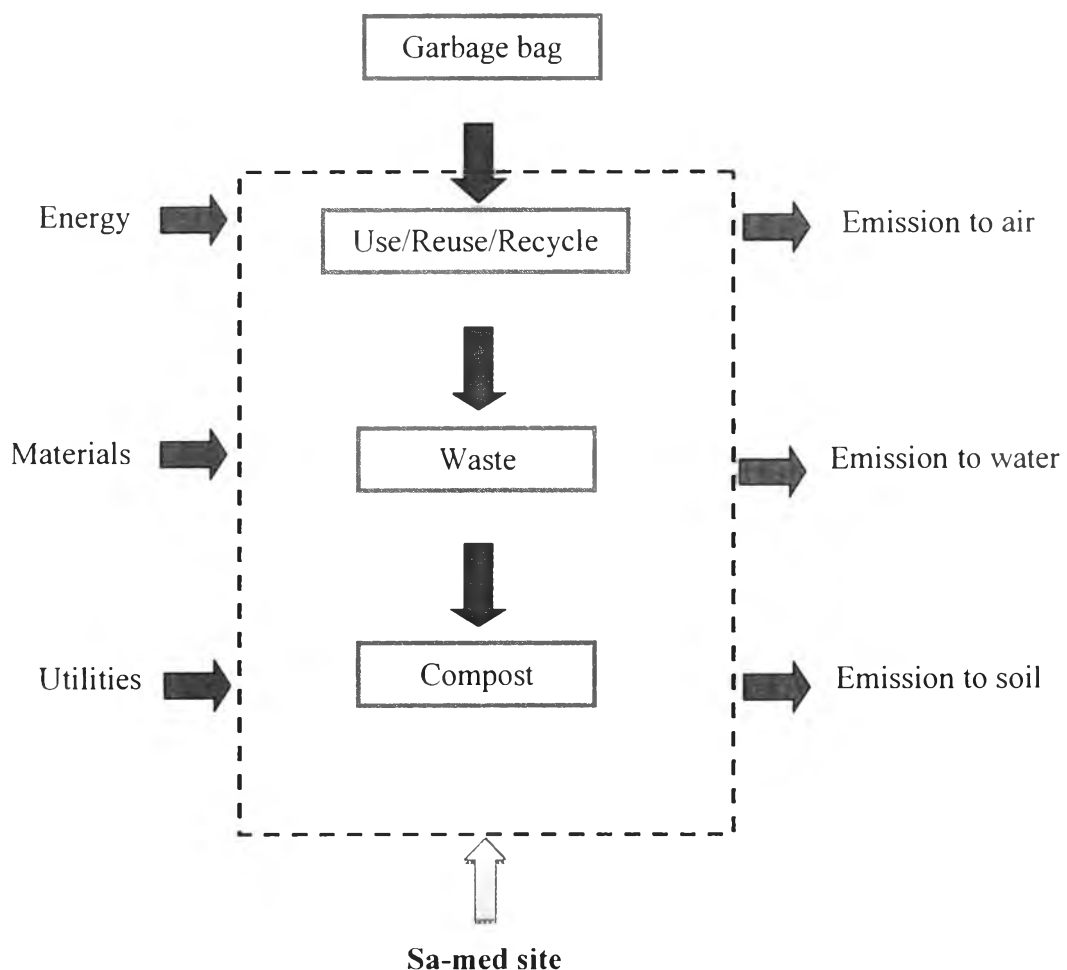 Garbage bag
Energy
Use/Reuse/Recycle
Emission to air
Materials
Waste
Emission to water
Utilities
Compost
Emission to soil
Sa-med site